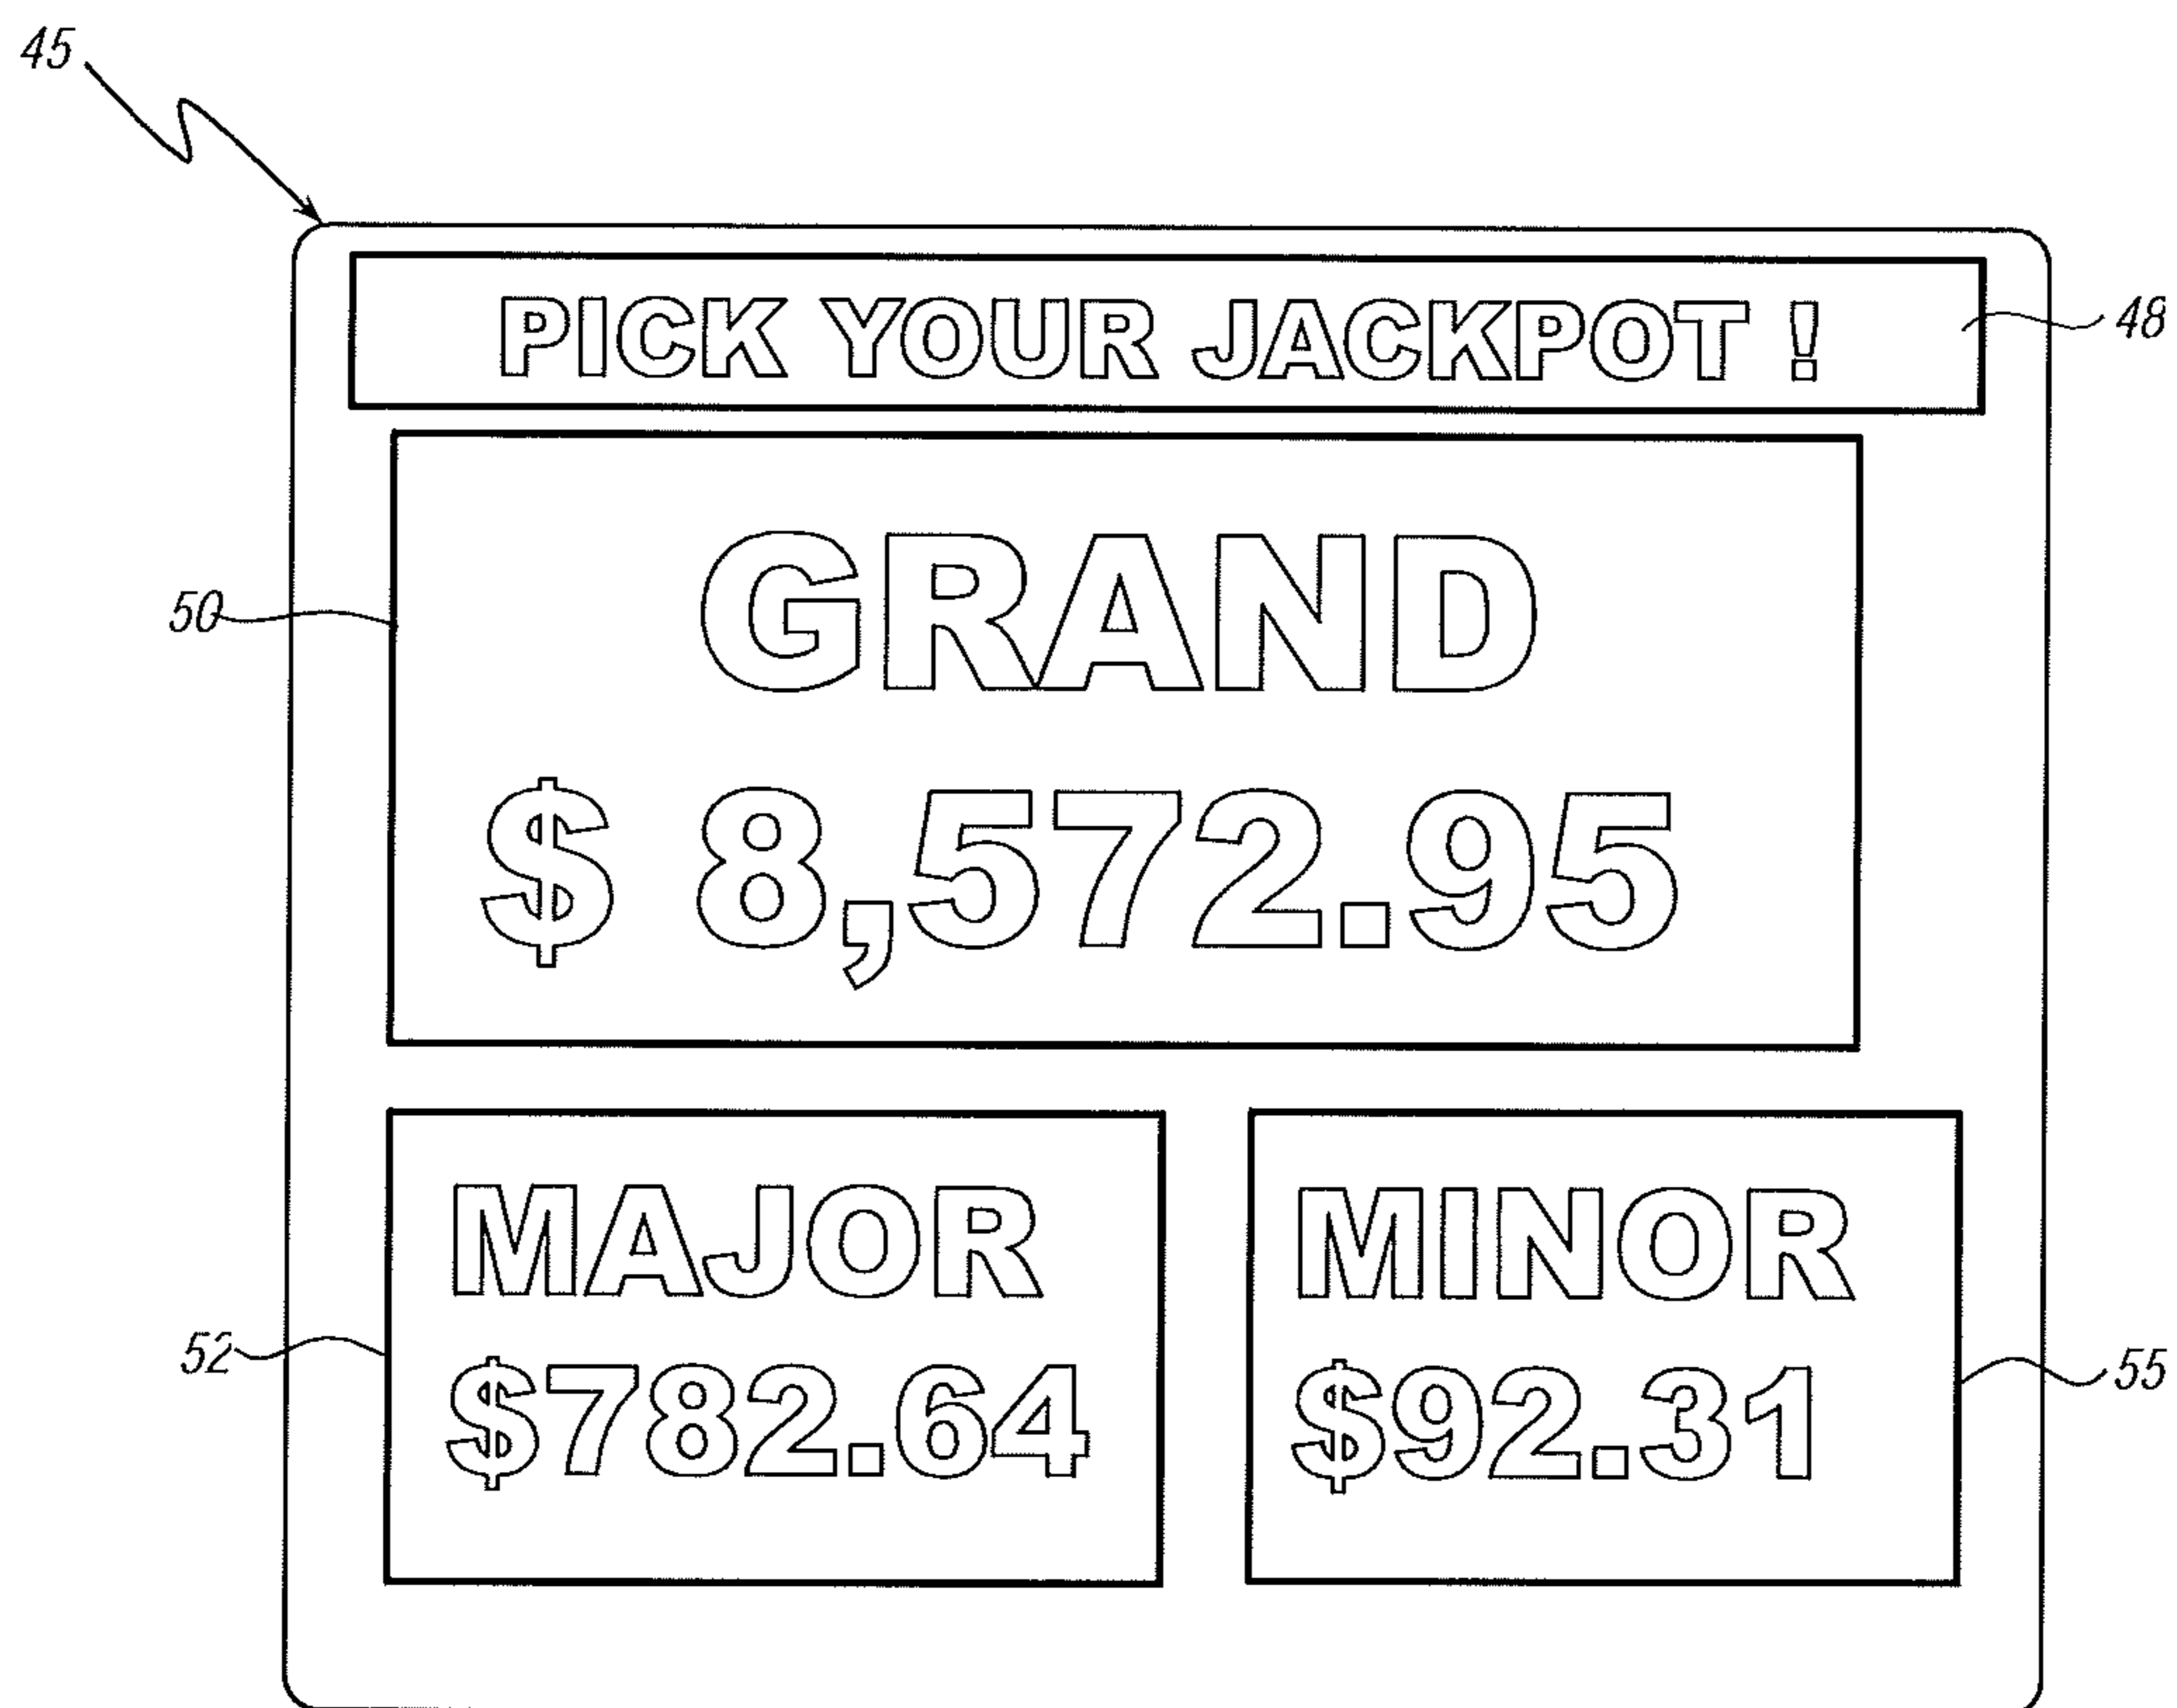 45
PICK YOUR JACKPOT !
48
GRAND
50
$ 8,572.95
MAJOR
MINOR
52
$782.64
$92.31
55